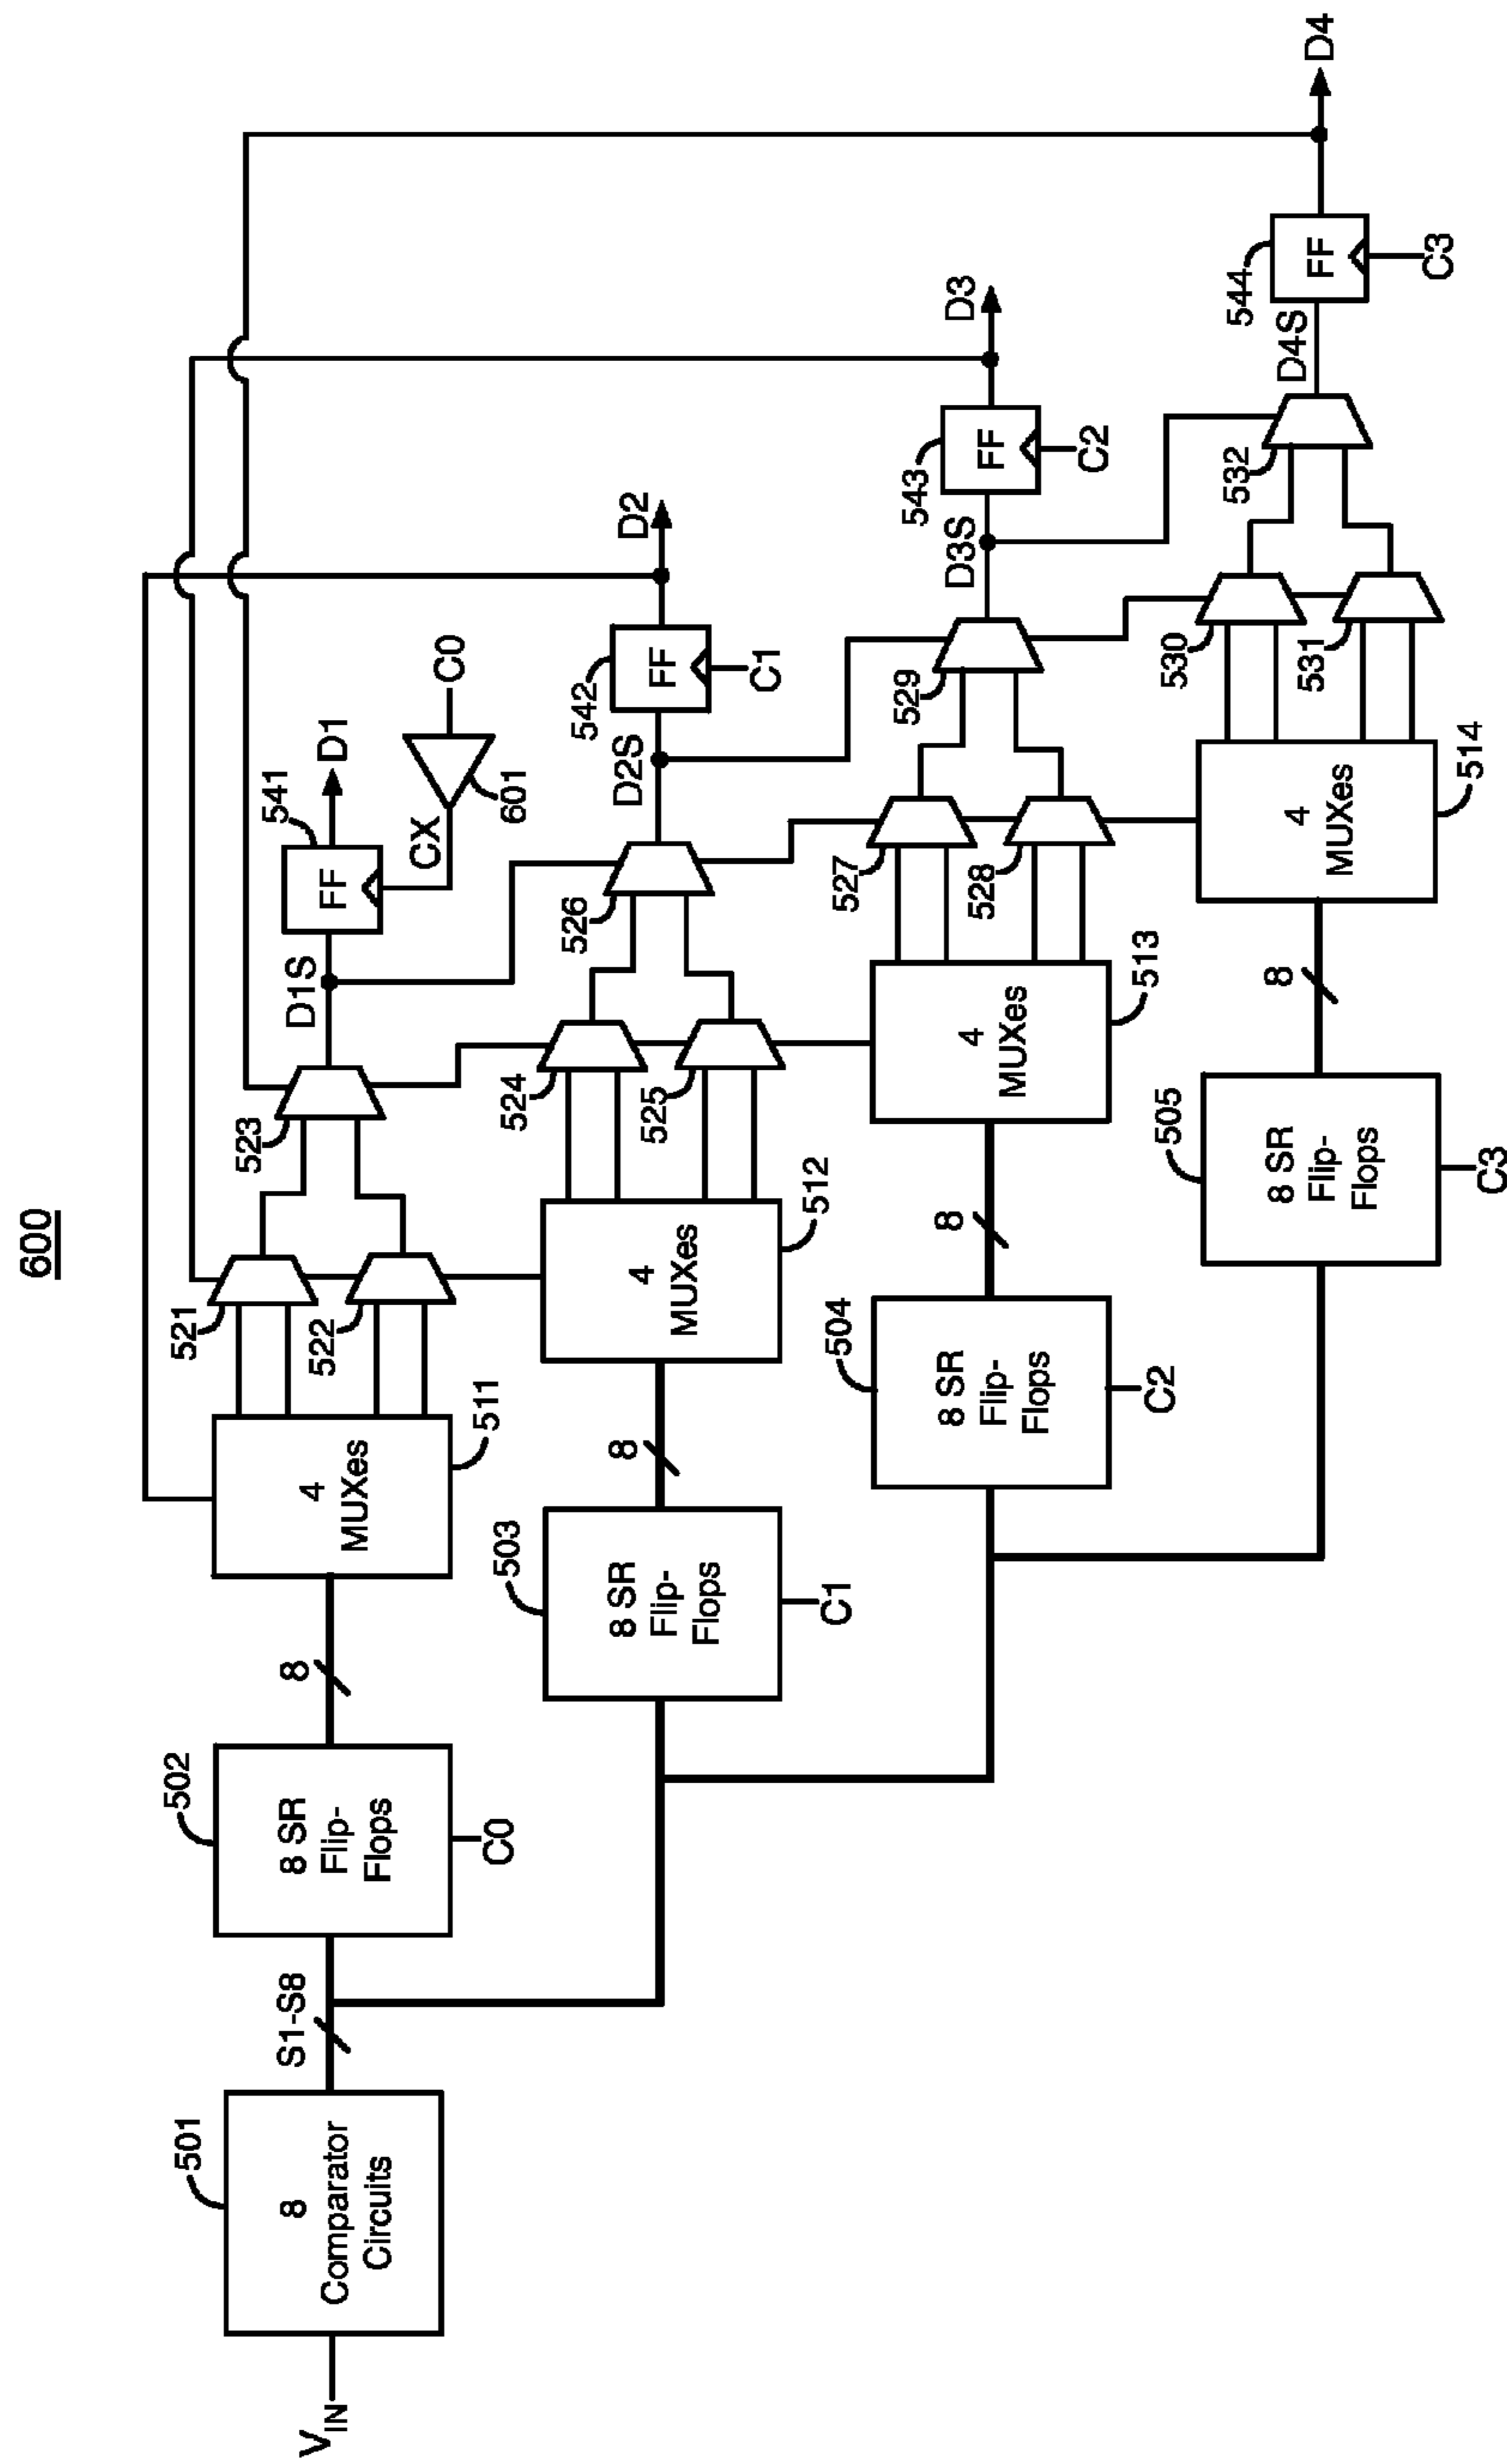 600
V_IN
501
8
Comparator
Circuits
S1-S8
502
8 SR
Flip-
Flops
C0
8
511
4
MUXes
521
522
523
D1S
541
FF
D1
CX
601
C0
503
8 SR
Flip-
Flops
C1
8
512
4
MUXes
524
525
526
D2S
542
FF
C1
D2
504
8 SR
Flip-
Flops
C2
8
513
4
MUXes
527
528
529
D3S
543
FF
C2
D3
505
8 SR
Flip-
Flops
C3
8
514
4
MUXes
530
531
532
D4S
544
FF
C3
D4